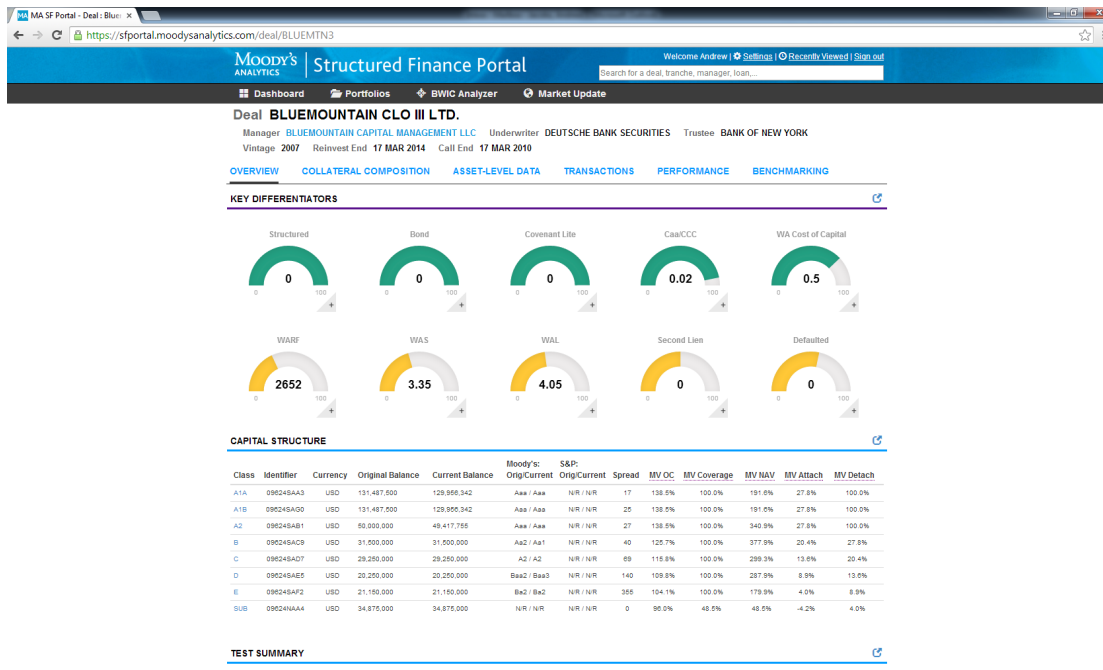 MA SF Portal - Deal : Blue
https://sfportal.moodysanalytics.com/deal/BLUEMTN3
MOODY'S ANALYTICS Structured Finance Portal
Welcome Andrew | Settings | Recently Viewed | Sign out
Search for a deal, tranche, manager, loan,...
Dashboard Portfolios BWIC Analyzer Market Update
Deal BLUEMOUNTAIN CLO III LTD.
Manager BLUEMOUNTAIN CAPITAL MANAGEMENT LLC Underwriter DEUTSCHE BANK SECURITIES Trustee BANK OF NEW YORK
Vintage 2007 Reinvest End 17 MAR 2014 Call End 17 MAR 2010
OVERVIEW COLLATERAL COMPOSITION ASSET-LEVEL DATA TRANSACTIONS PERFORMANCE BENCHMARKING
KEY DIFFERENTIATORS
Structured Bond Covenant Lite Caa/CCC WA Cost of Capital
0 0 0 0.02 0.5
0 100 0 100 0 100 0 100 0 100
+ + + + +
WARF WAS WAL Second Lien Defaulted
2652 3.35 4.05 0 0
0 100 0 100 0 100 0 100 0 100
+ + + + +
CAPITAL STRUCTURE
Moody's: S&P:
Class Identifier Currency Original Balance Current Balance Orig/Current Orig/Current Spread MV OC MV Coverage MV NAV MV Attach MV Detach
A1A 09624SAA3 USD 131,487,500 129,956,342 Aaa / Aaa N/R / N/R 17 138.5% 100.0% 191.6% 27.8% 100.0%
A1B 09624SAG0 USD 131,487,500 129,956,342 Aaa / Aaa N/R / N/R 25 138.5% 100.0% 191.6% 27.8% 100.0%
A2 09624SAB1 USD 50,000,000 49,417,755 Aaa / Aaa N/R / N/R 27 138.5% 100.0% 340.9% 27.8% 100.0%
B 09624SAC9 USD 31,500,000 31,500,000 Aa2 / Aa1 N/R / N/R 40 125.7% 100.0% 377.9% 20.4% 27.8%
C 09624SAD7 USD 29,250,000 29,250,000 A2 / A2 N/R / N/R 69 115.8% 100.0% 299.3% 13.6% 20.4%
D 09624SAE5 USD 20,250,000 20,250,000 Baa2 / Baa3 N/R / N/R 140 109.8% 100.0% 287.9% 8.9% 13.6%
E 09624SAF2 USD 21,150,000 21,150,000 Ba2 / Ba2 N/R / N/R 355 104.1% 100.0% 179.9% 4.0% 8.9%
SUB 09624NAA4 USD 34,875,000 34,875,000 N/R / N/R N/R / N/R 0 96.0% 48.5% 48.5% -4.2% 4.0%
TEST SUMMARY